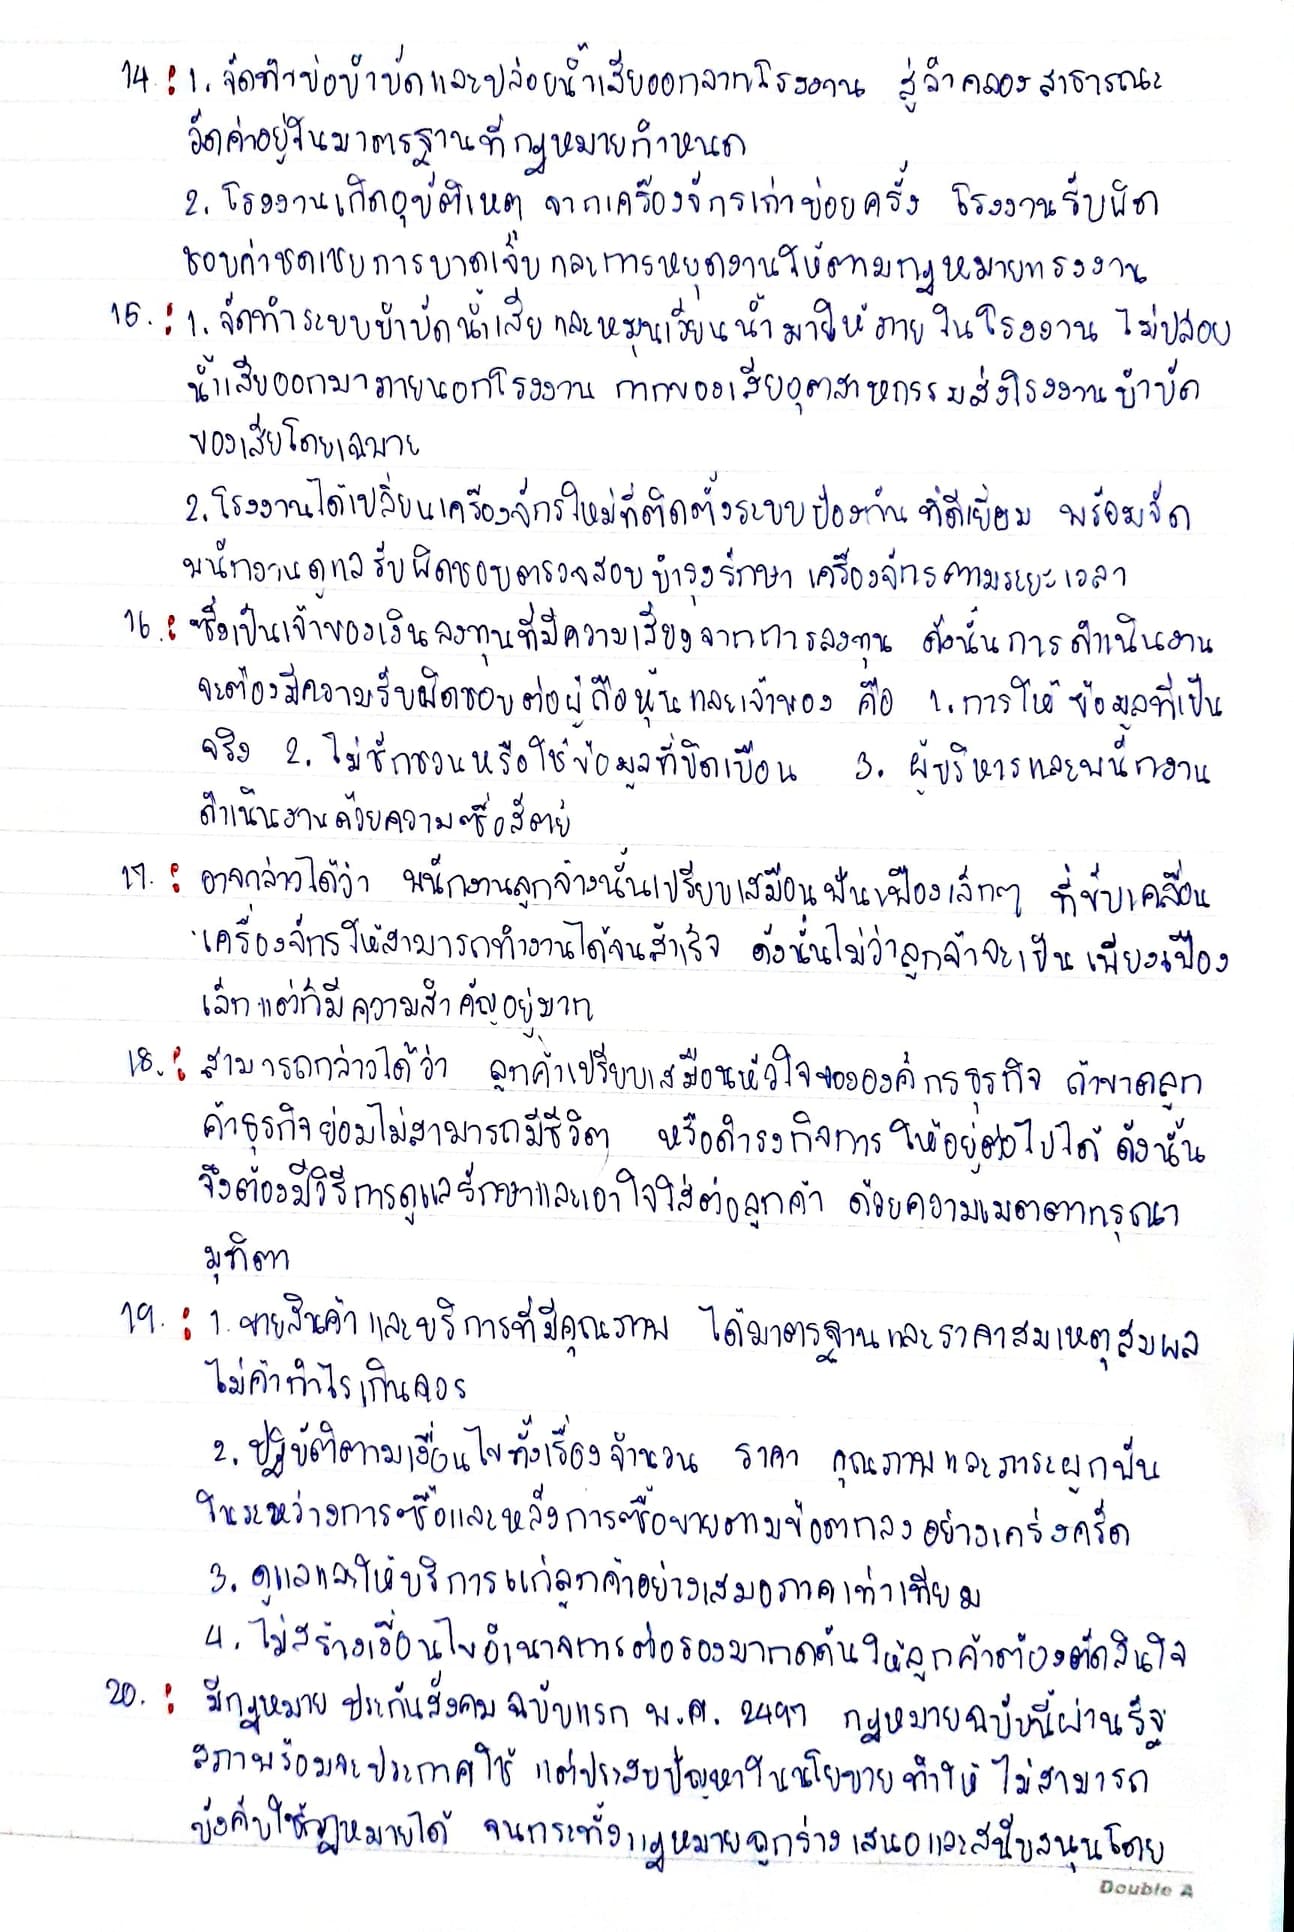 14. : 1. จัดทำบ่อบำบัดและปล่อยน้ำเสียออกจากโรงงาน สู่ลำคลองสาธารณะ
วัดค่าอยู่ในมาตรฐานที่กฎหมายกำหนด
2. โรงงานเกิดอุบัติเหตุ จากเครื่องจักรเก่าบ่อยครั้ง โรงงานรับผิด
ชอบค่าชดเชยการบาดเจ็บและการหยุดงานให้ตามกฎหมายแรงงาน
15. : 1. จัดทำระบบบำบัดน้ำเสีย และหมุนเวียนน้ำมาใช้ภายในโรงงาน ไม่ปล่อย
น้ำเสียออกมาภายนอกโรงงาน กากของเสียอุตสาหกรรมส่งโรงงานบำบัด
ของเสียโดยเฉพาะ
2. โรงงานได้เปลี่ยนเครื่องจักรใหม่ที่ติดตั้งระบบป้องกัน ที่ดีเยี่ยม พร้อมจัด
พนักงานดูแลรับผิดชอบตรวจสอบบำรุงรักษา เครื่องจักรตามระยะเวลา
16. : ซึ่งเป็นเจ้าของเงินลงทุนที่มีความเสี่ยงจากการลงทุน ดังนั้นการดำเนินงาน
จะต้องมีความรับผิดชอบต่อผู้ถือหุ้นและเจ้าของ คือ 1. การให้ข้อมูลที่เป็น
จริง 2. ไม่ชักชวนหรือใช้ข้อมูลที่บิดเบือน 3. ผู้บริหารและพนักงาน
ดำเนินงานด้วยความซื่อสัตย์
17. : อาจกล่าวได้ว่า พนักงานลูกจ้างนั้นเปรียบเสมือนฟันเฟืองเล็กๆ ที่ขับเคลื่อน
เครื่องจักรให้สามารถทำงานได้จนสำเร็จ ดังนั้นไม่ว่าลูกจ้าจะเป็นเพียงเฟือง
เล็กแต่ก็มีความสำคัญอยู่มาก
18. : สามารถกล่าวได้ว่า ลูกค้าเปรียบเสมือนหัวใจขององค์กรธุรกิจ ถ้าขาดลูก
ค้าธุรกิจย่อมไม่สามารถมีชีวิต หรือดำรงกิจการให้อยู่ต่อไปได้ ดังนั้น
จึงต้องมีวิธีการดูแลรักษาและเอาใจใส่ต่อลูกค้า ด้วยความเมตตากรุณา
มุทิตา
19. : 1. ขายสินค้าและบริการที่มีคุณภาพ ได้มาตรฐานและราคาสมเหตุสมผล
ไม่ค้ากำไรเกินควร
2. ปฏิบัติตามเงื่อนไขทั้งเรื่องจำนวน ราคา คุณภาพและภาระผูกพัน
ในระหว่างการซื้อและหลังการซื้อขายตามข้อตกลงอย่างเคร่งครัด
3. ดูแลและให้บริการแก่ลูกค้าอย่างเสมอภาคเท่าเทียม
4. ไม่สร้างเงื่อนไขอำนาจการต่อรองมากดดันให้ลูกค้าต้องตัดสินใจ
20. : มีกฎหมาย ประกันสังคมฉบับแรก พ.ศ. 2497 กฎหมายฉบับนี้ผ่านรัฐ
สภาพร้อมจะประกาศใช้ แต่ประสบปัญหาในนโยบาย ทำให้ไม่สามารถ
บังคับใช้กฎหมายได้ จนกระทั่งกฎหมายถูกร่างเสนอและสนับสนุนโดย
Double A